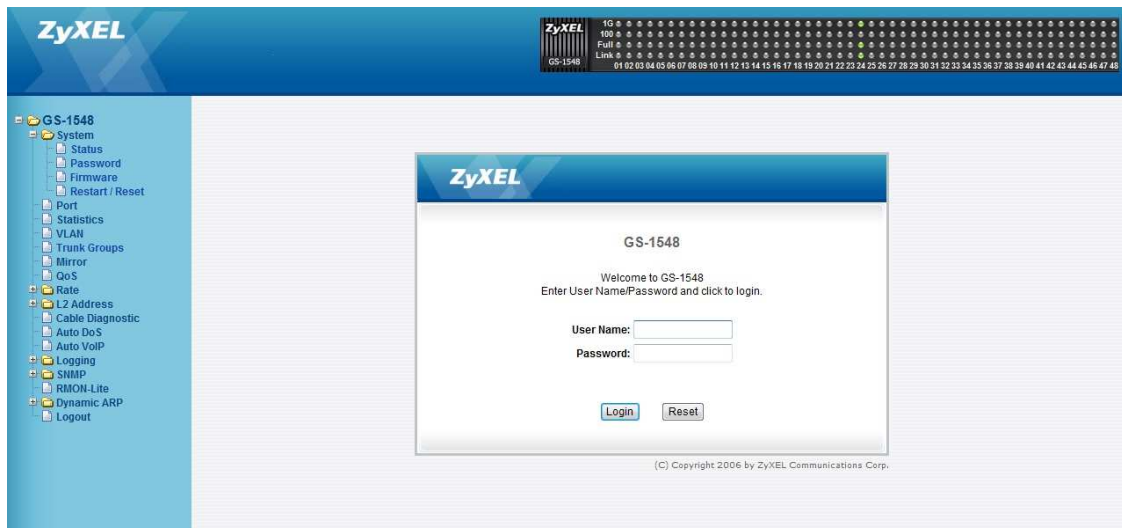 ZyXEL
ZyXEL
GS-1548
1G
100
Full
Link
01 02 03 04 05 06 07 08 09 10 11 12 13 14 15 16 17 18 19 20 21 22 23 24 25 26 27 28 29 30 31 32 33 34 35 36 37 38 39 40 41 42 43 44 45 46 47 48
GS-1548
System
Status
Password
Firmware
Restart / Reset
Port
Statistics
VLAN
Trunk Groups
Mirror
QoS
Rate
L2 Address
Cable Diagnostic
Auto DoS
Auto VoIP
Logging
SNMP
RMON-Lite
Dynamic ARP
Logout
ZyXEL
GS-1548
Welcome to GS-1548
Enter User Name/Password and click to login.
User Name:
Password:
Login Reset
(C) Copyright 2006 by ZyXEL Communications Corp.